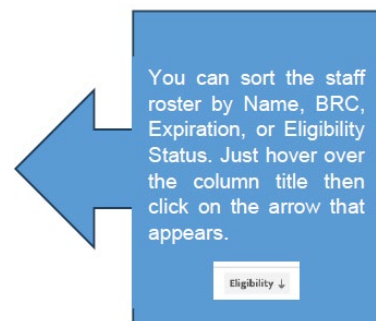 You can sort the staff
roster by Name, BRC,
Expiration, or Eligibility
Status. Just hover over
the column title then
click on the arrow that
appears.
Eligibility ↓